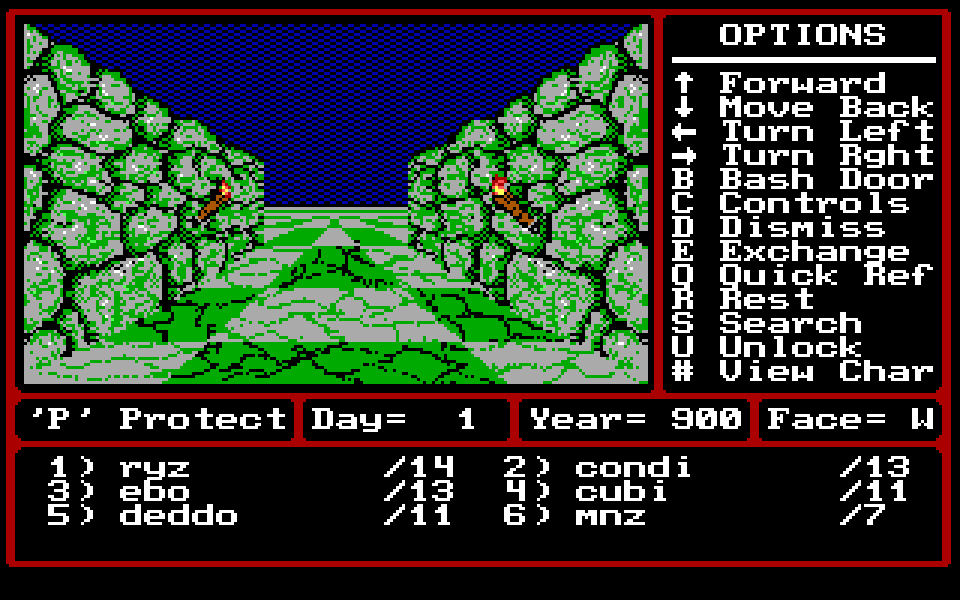 OPTIONS
↑ Forward
↓ Move Back
← Turn Left
→ Turn Rght
B Bash Door
C Controls
D Dismiss
E Exchange
Q Quick Ref
R Rest
S Search
U Unlock
# View Char
'P' Protect Day= 1 Year= 900 Face= W
1) ryz /14 2) condi /13
3) ebo /13 4) cubi /11
5) deddo /11 6) mnz /7